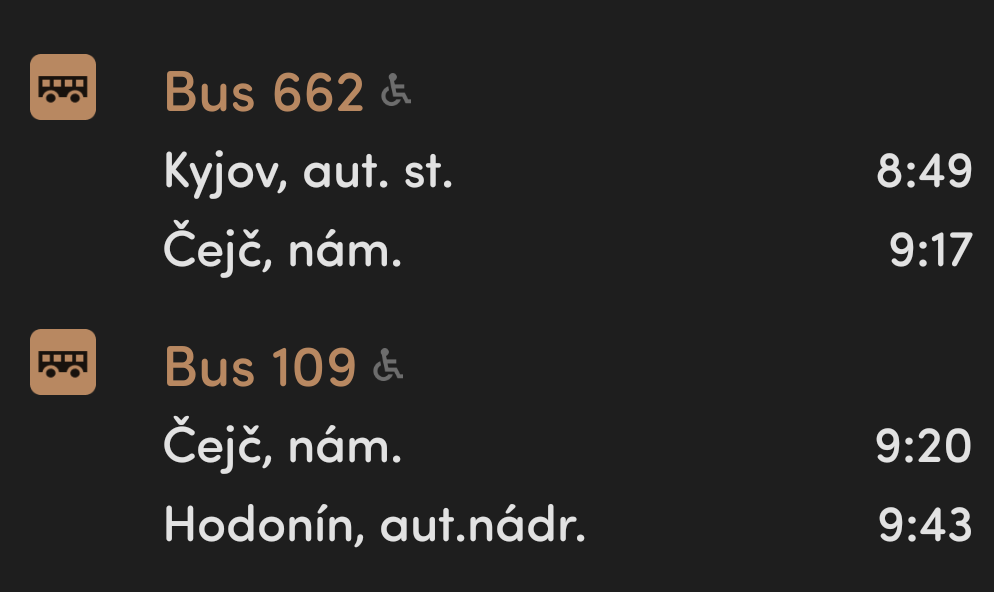 Bus 662
Kyjov, aut. st. 8:49
Čejč, nám. 9:17
Bus 109
Čejč, nám. 9:20
Hodonín, aut.nádr. 9:43